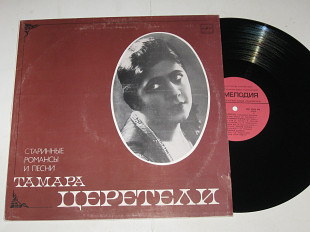 СТАРИННЫЕ
РОМАНСЫ
И ПЕСНИ
ТАМАРА
ЦЕРЕТЕЛИ
МЕЛОДИЯ